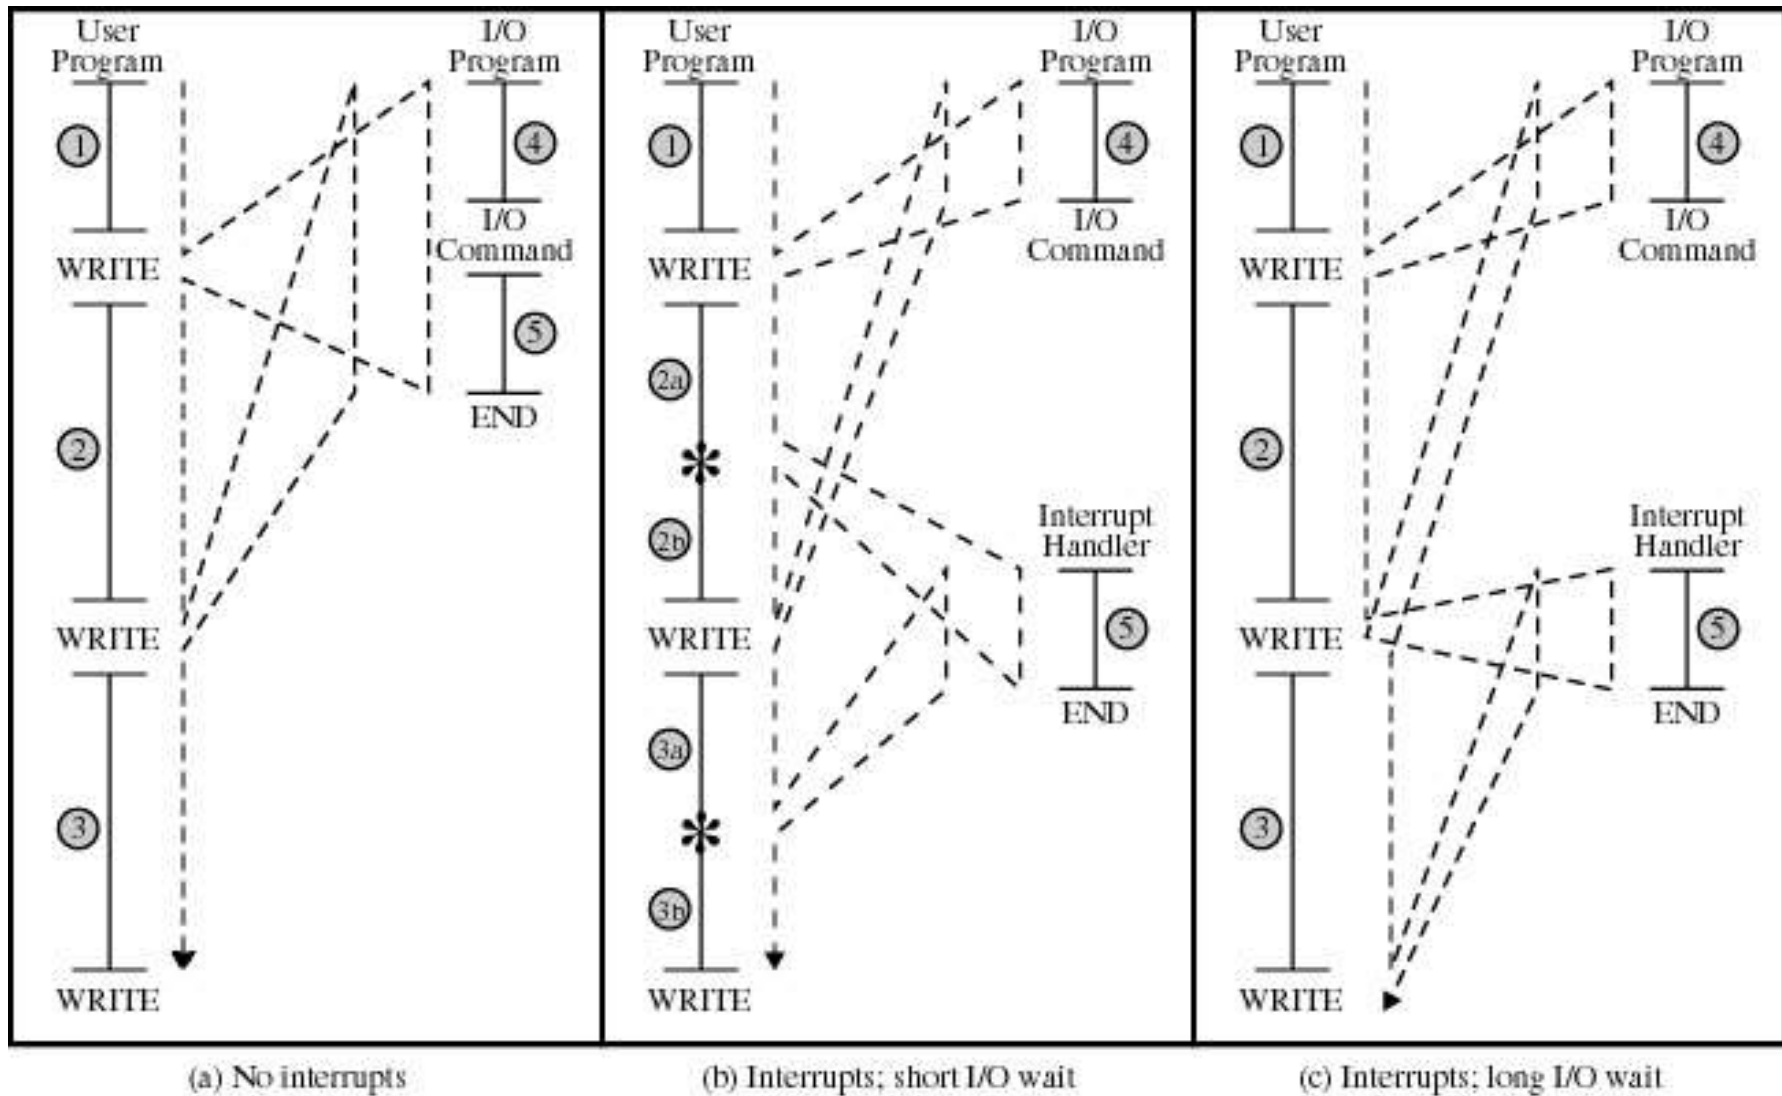 User
Program
I/O
Program
1
4
I/O
Command
WRITE
5
END
2
WRITE
3
WRITE
(a) No interrupts
User
Program
I/O
Program
1
4
I/O
Command
WRITE
2a
*
2b
Interrupt
Handler
5
END
WRITE
3a
*
3b
WRITE
(b) Interrupts; short I/O wait
User
Program
I/O
Program
1
4
I/O
Command
WRITE
2
Interrupt
Handler
5
END
WRITE
3
WRITE
(c) Interrupts; long I/O wait